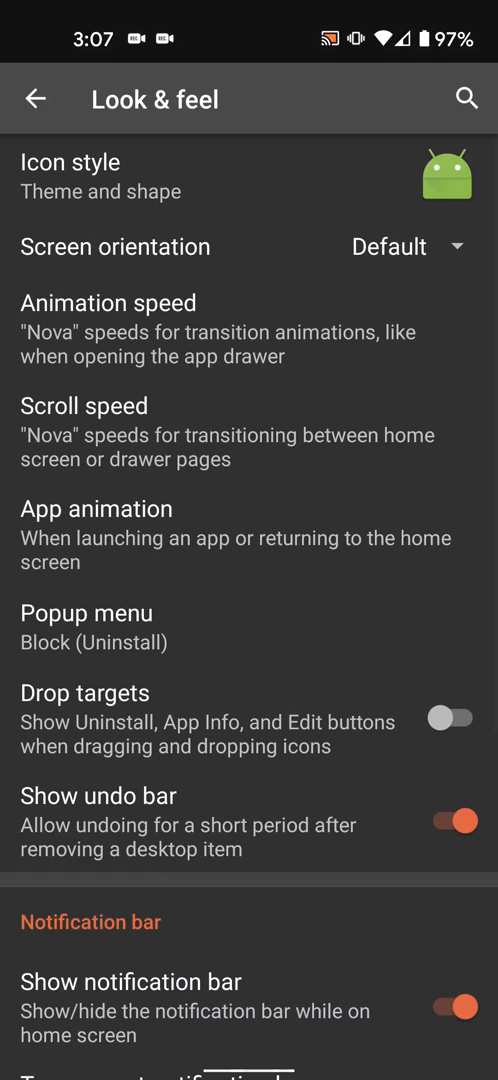 3:07 REC REC 97%
Look & feel
Icon style
Theme and shape
Screen orientation Default
Animation speed
"Nova" speeds for transition animations, like
when opening the app drawer
Scroll speed
"Nova" speeds for transitioning between home
screen or drawer pages
App animation
When launching an app or returning to the home
screen
Popup menu
Block (Uninstall)
Drop targets
Show Uninstall, App Info, and Edit buttons
when dragging and dropping icons
Show undo bar
Allow undoing for a short period after
removing a desktop item
Notification bar
Show notification bar
Show/hide the notification bar while on
home screen